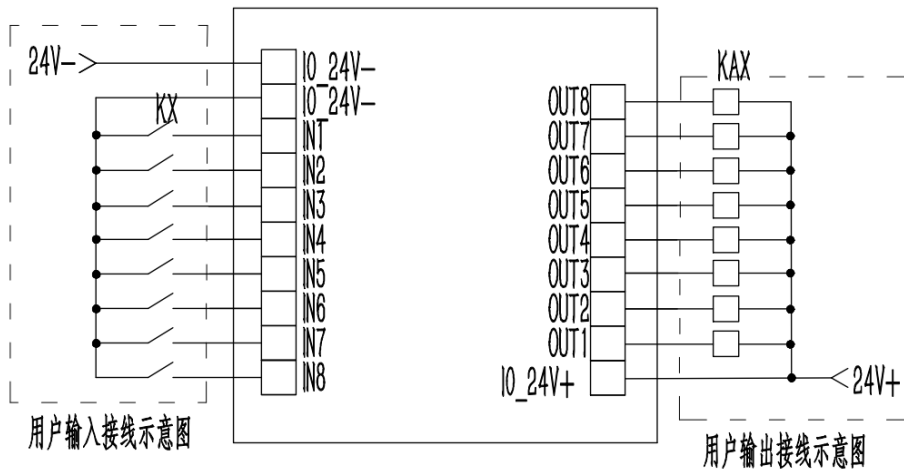 24V-
KX
IO_24V-
IO_24V-
IN1
IN2
IN3
IN4
IN5
IN6
IN7
IN8
用户输入接线示意图
KAX
OUT8
OUT7
OUT6
OUT5
OUT4
OUT3
OUT2
OUT1
IO_24V+
24V+
用户输出接线示意图